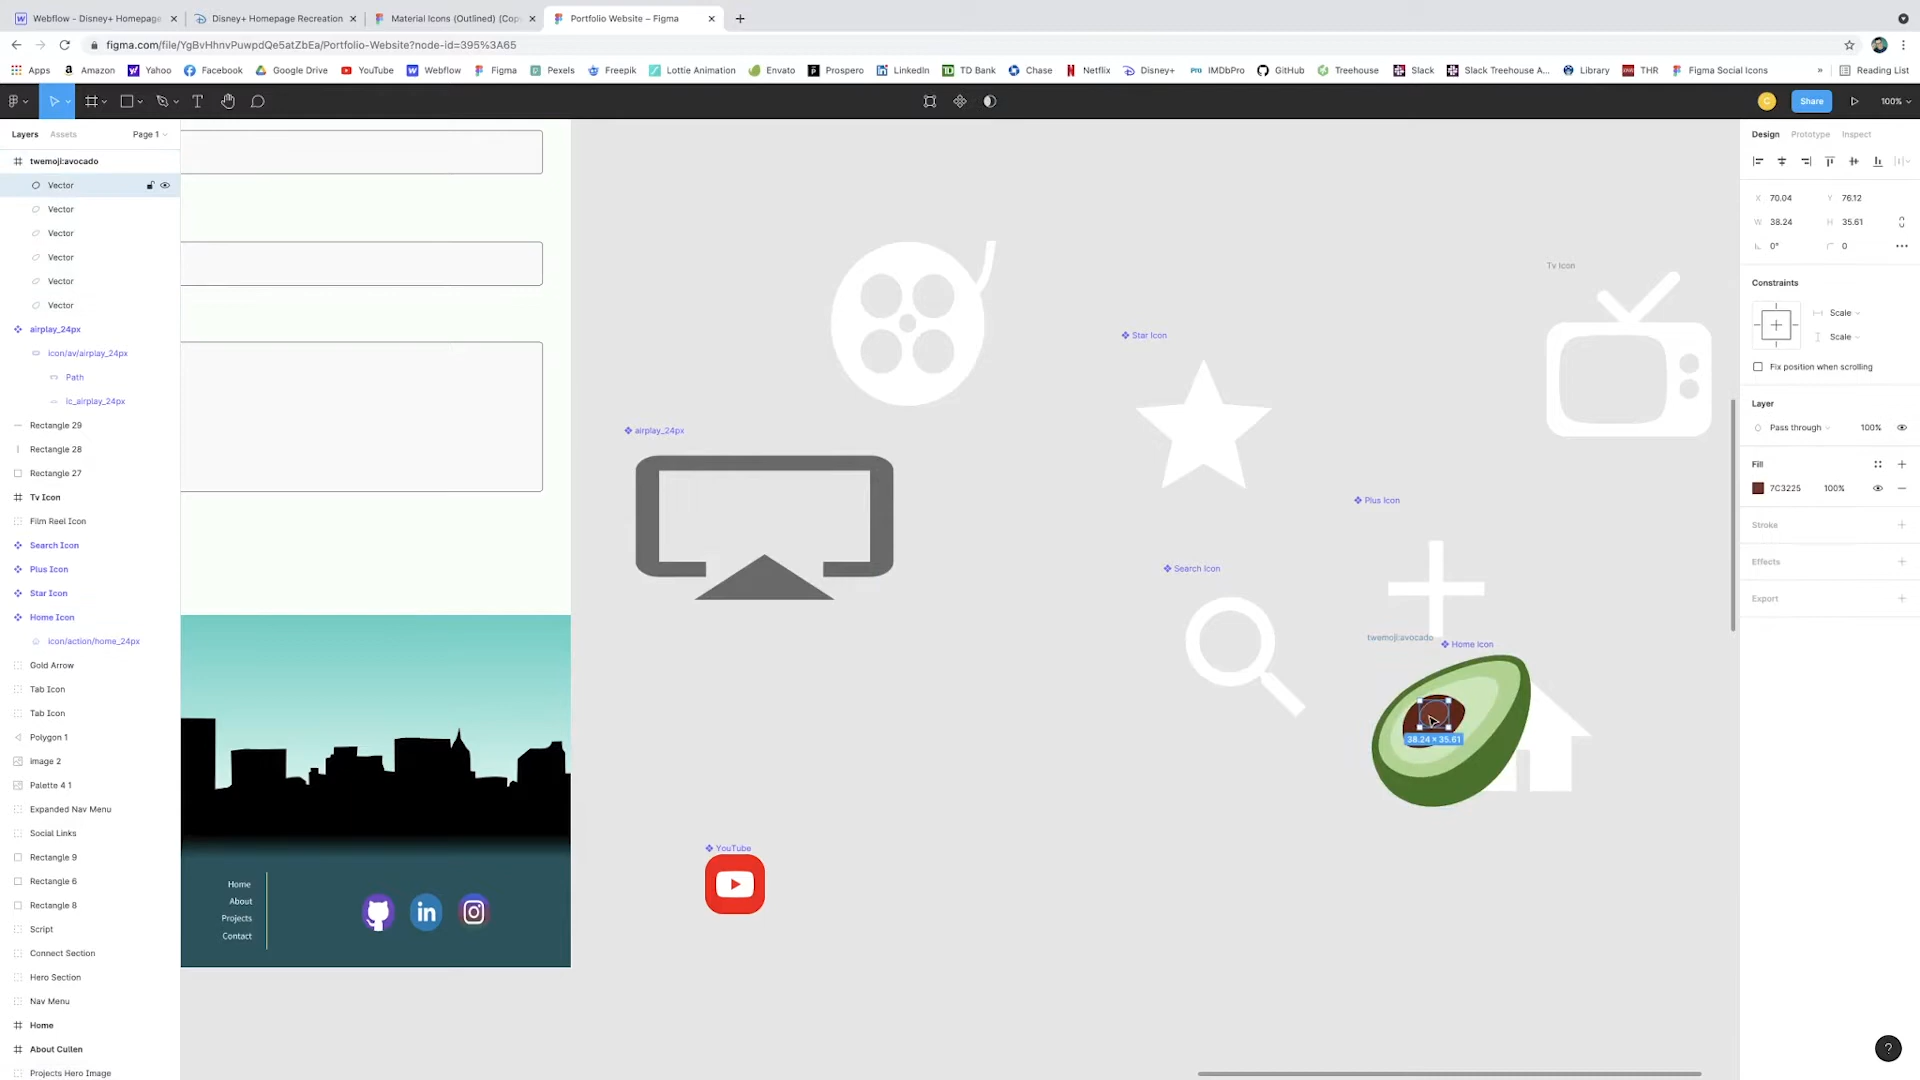 Webflow - Disney+ Homepage
Disney+ Homepage Recreation
Material Icons (Outlined) (Cop
Portfolio Website – Figma
figma.com/file/YgBvHhnvPuwpdQe5atZbEa/Portfolio-Website?node-id=395%3A65
Apps
Amazon
Yahoo
Facebook
Google Drive
YouTube
Webflow
Figma
Pexels
Freepik
Lottie Animation
Envato
Prospero
LinkedIn
TD Bank
Chase
Netflix
Disney+
IMDbPro
GitHub
Treehouse
Slack
Slack Treehouse A...
Library
THR
Figma Social Icons
»
Reading List
Share
100%
Layers
Assets
Page 1
twemoji:avocado
Vector
Vector
Vector
Vector
Vector
Vector
airplay_24px
icon/av/airplay_24px
Path
ic_airplay_24px
Rectangle 29
Rectangle 28
Rectangle 27
Tv Icon
Film Reel Icon
Search Icon
Plus Icon
Star Icon
Home Icon
icon/action/home_24px
Gold Arrow
Tab Icon
Tab Icon
Polygon 1
image 2
Palette 4 1
Expanded Nav Menu
Social Links
Rectangle 9
Rectangle 6
Rectangle 8
Script
Connect Section
Hero Section
Nav Menu
Home
About Cullen
Projects Hero Image
Home
About
Projects
Contact
in
airplay_24px
Star Icon
Tv Icon
Plus Icon
Search Icon
twemoji:avocado
Home Icon
38.24 × 35.61
YouTube
Design
Prototype
Inspect
X 70.04
Y 76.12
W 38.24
H 35.61
0°
0
Constraints
Scale
Scale
Fix position when scrolling
Layer
Pass through
100%
Fill
7C3225
100%
Stroke
Effects
Export
?